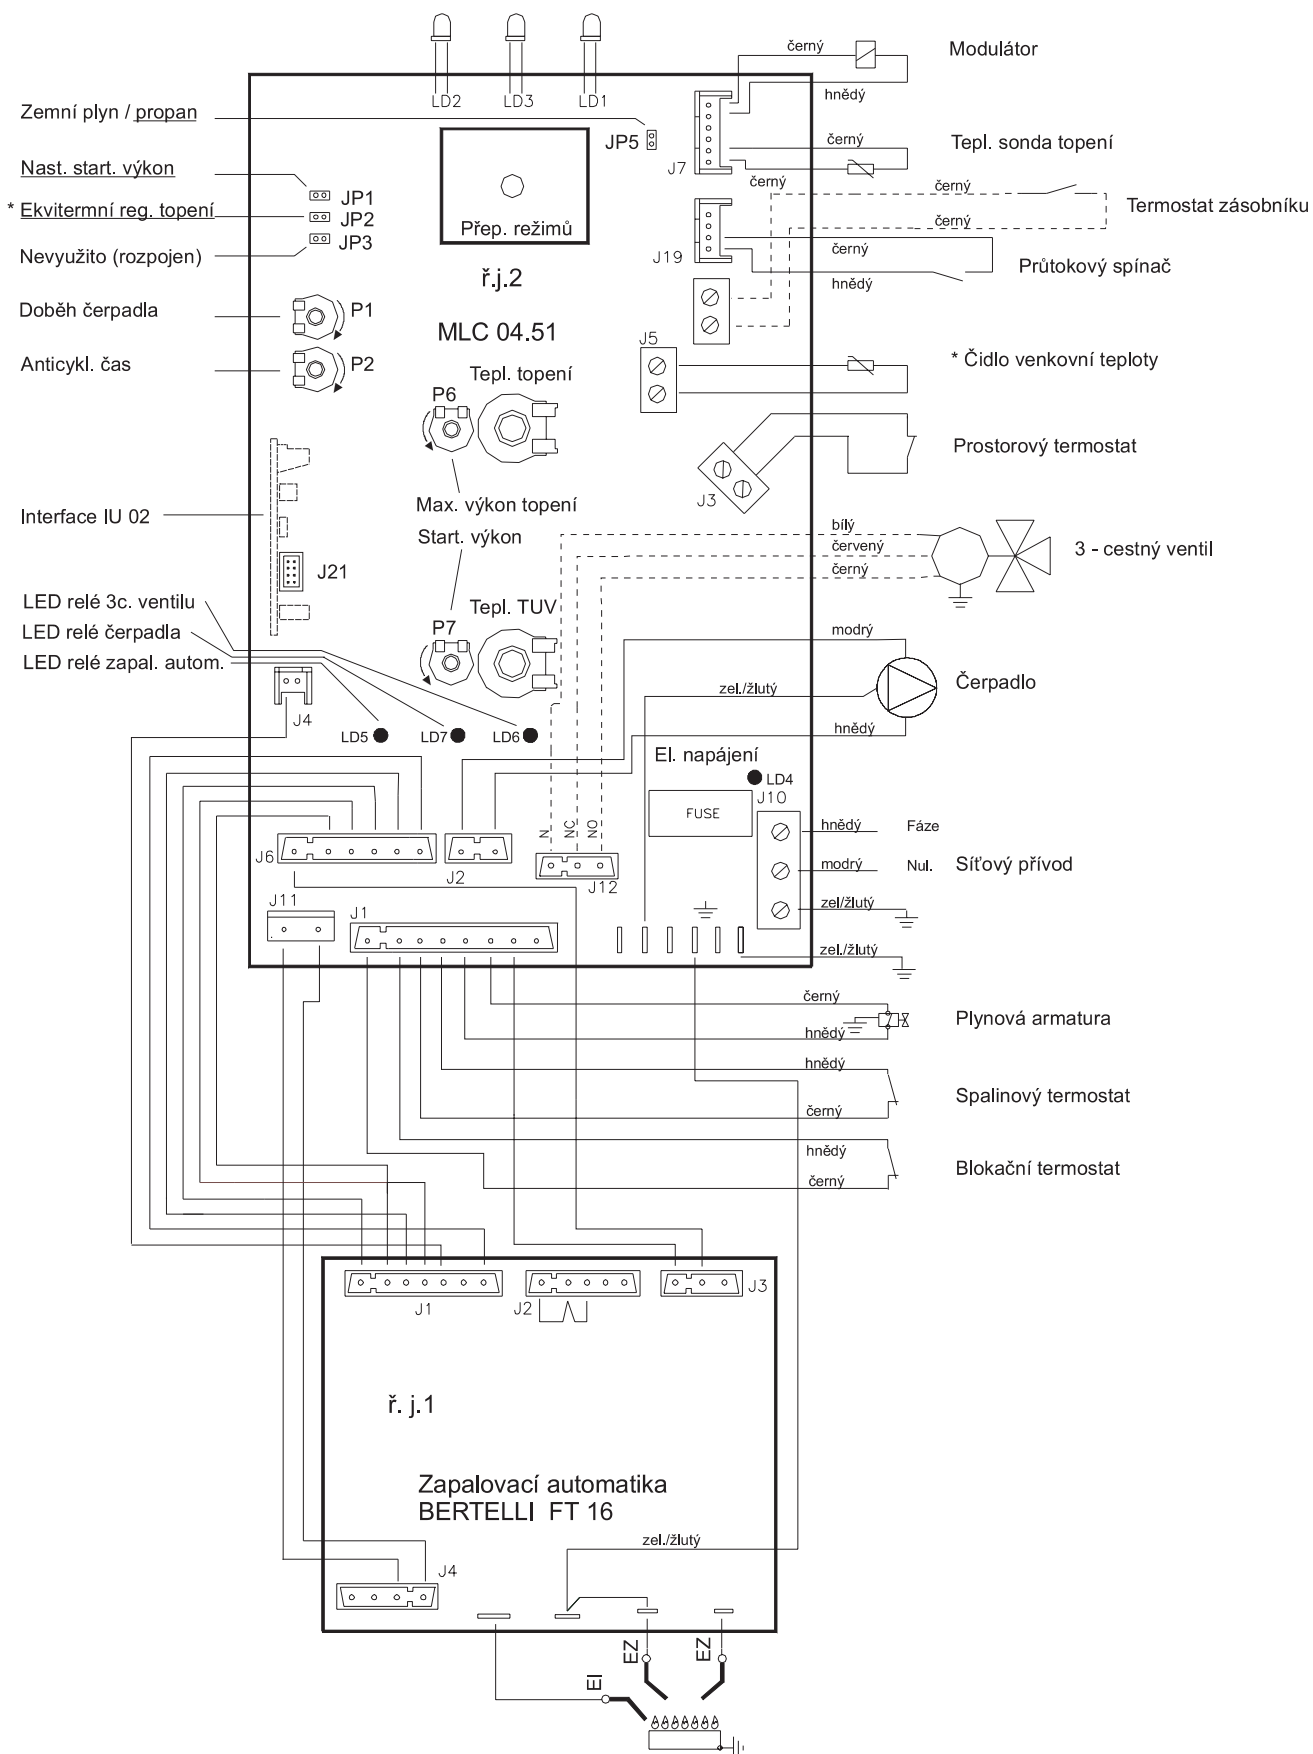 LD2
LD3
LD1
Zemní plyn / propan
Nast. start. výkon
* Ekvitermní reg. topení
Nevyužito (rozpojen)
Doběh čerpadla
Anticykl. čas
JP1
JP2
JP3
P1
P2
JP5
Přep. režimů
ř.j.2
MLC 04.51
Tepl. topení
P6
Max. výkon topení
Start. výkon
Tepl. TUV
P7
Interface IU 02
J21
LED relé 3c. ventilu
LED relé čerpadla
LED relé zapal. autom.
J4
LD5
LD7
LD6
černý
Modulátor
hnědý
J7
černý
Tepl. sonda topení
černý
černý
Termostat zásobníku
černý
J19
černý
hnědý
Průtokový spínač
J5
* Čidlo venkovní teploty
J3
Prostorový termostat
bílý
červený
černý
3 - cestný ventil
modrý
zel./žlutý
hnědý
Čerpadlo
El. napájení
LD4
FUSE
J10
hnědý
Fáze
modrý
Nul.
Síťový přívod
zel/žlutý
zel./žlutý
N
NC
NO
J6
J2
J12
J11
J1
černý
hnědý
Plynová armatura
hnědý
černý
Spalinový termostat
hnědý
černý
Blokační termostat
J1
J2
J3
ř. j.1
Zapalovací automatika
BERTELLI FT 16
zel./žlutý
J4
EI
EZ
EZ